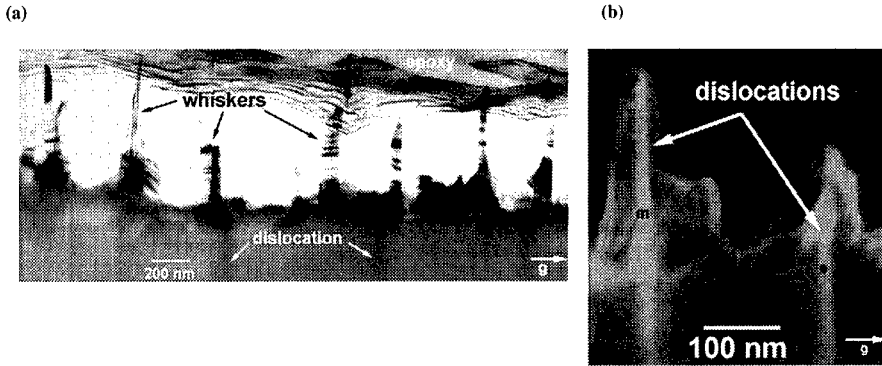 (a)
(b)
epoxy
whiskers
dislocations
m
dislocation
200 nm
g
100 nm
g